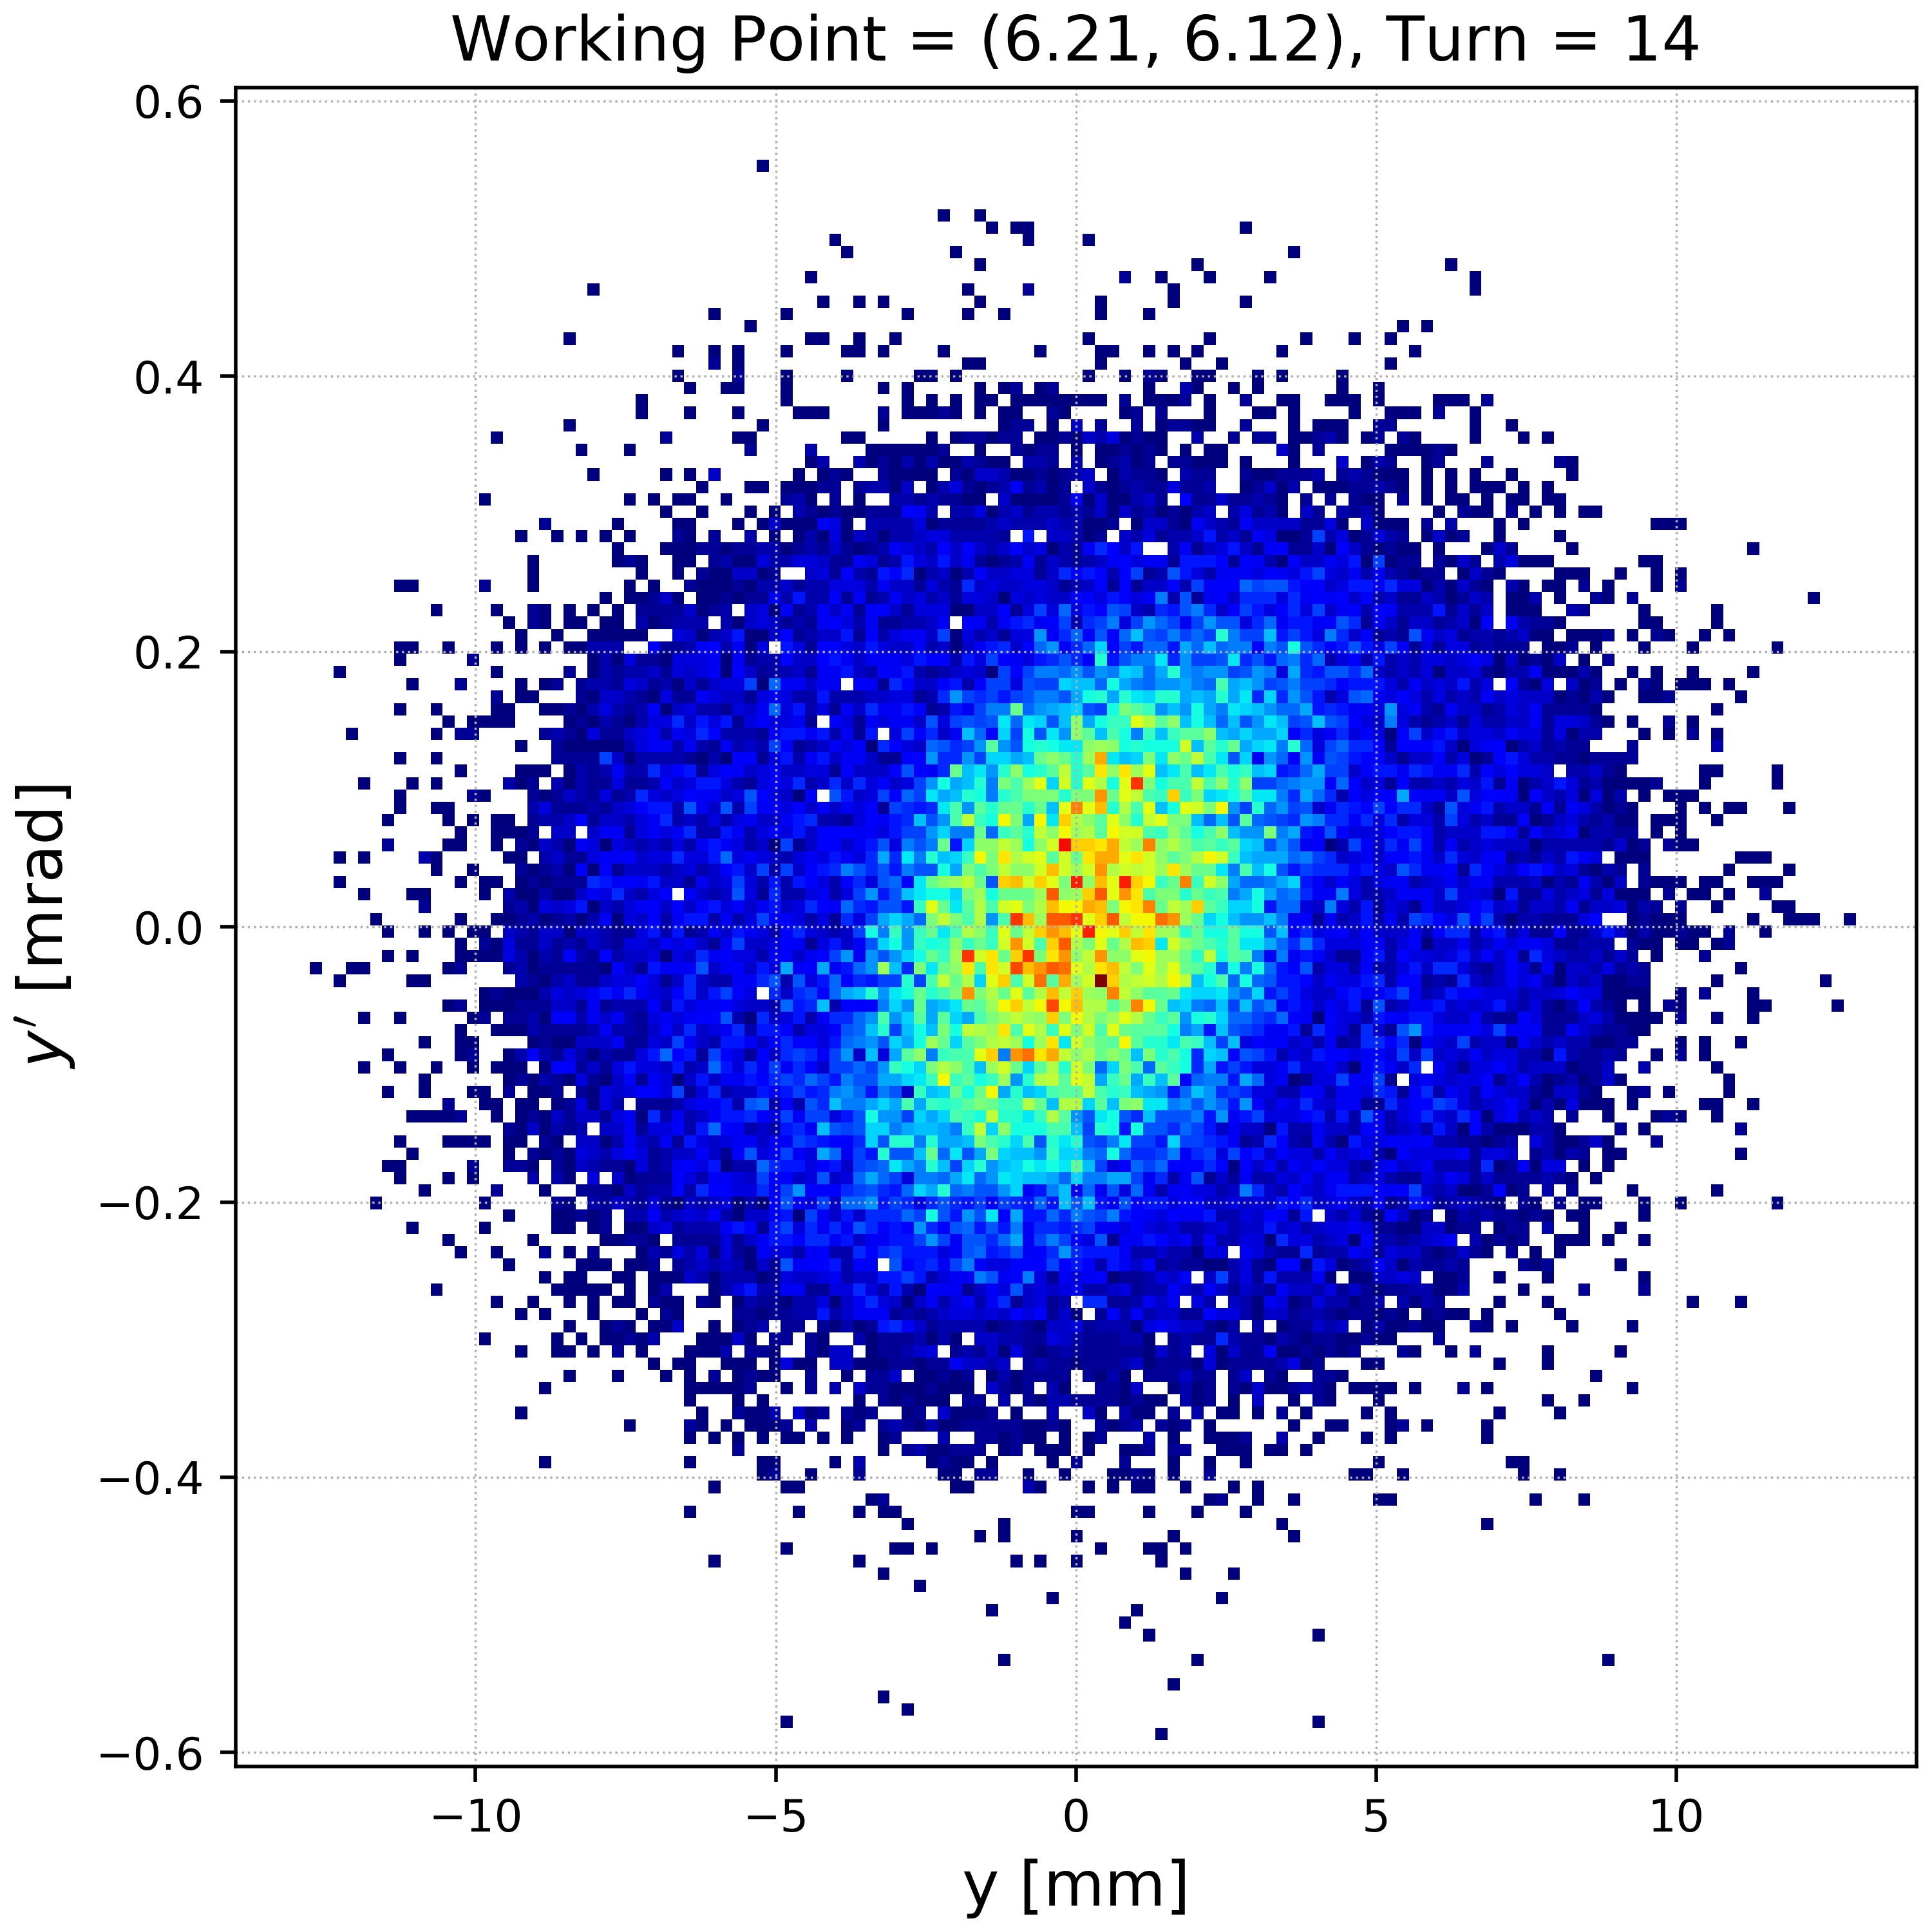 Working Point = (6.21, 6.12), Turn = 14
0.6
0.4
0.2
0.0
−0.2
−0.4
−0.6
y′ [mrad]
−10 −5 0 5 10
y [mm]